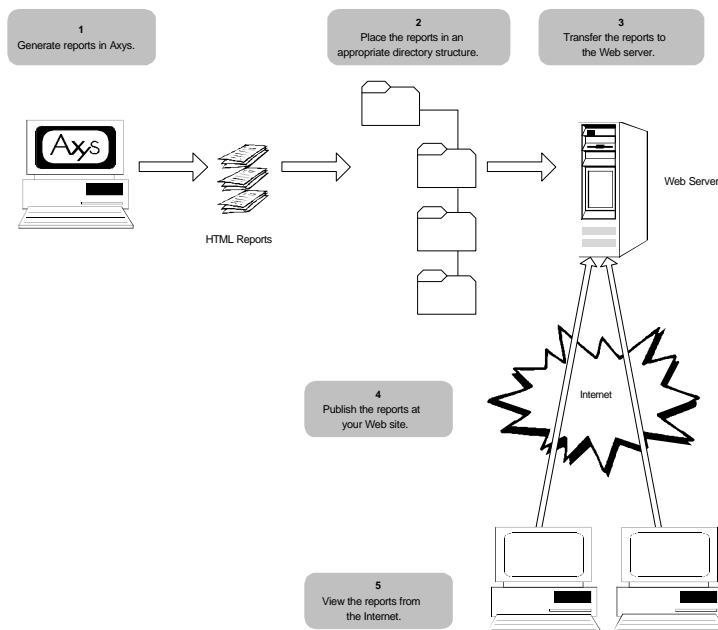 1
Generate reports in Axys.
2
Place the reports in an
appropriate directory structure.
3
Transfer the reports to
the Web server.
Axys
HTML Reports
Web Server
4
Publish the reports at
your Web site.
Internet
5
View the reports from
the Internet.